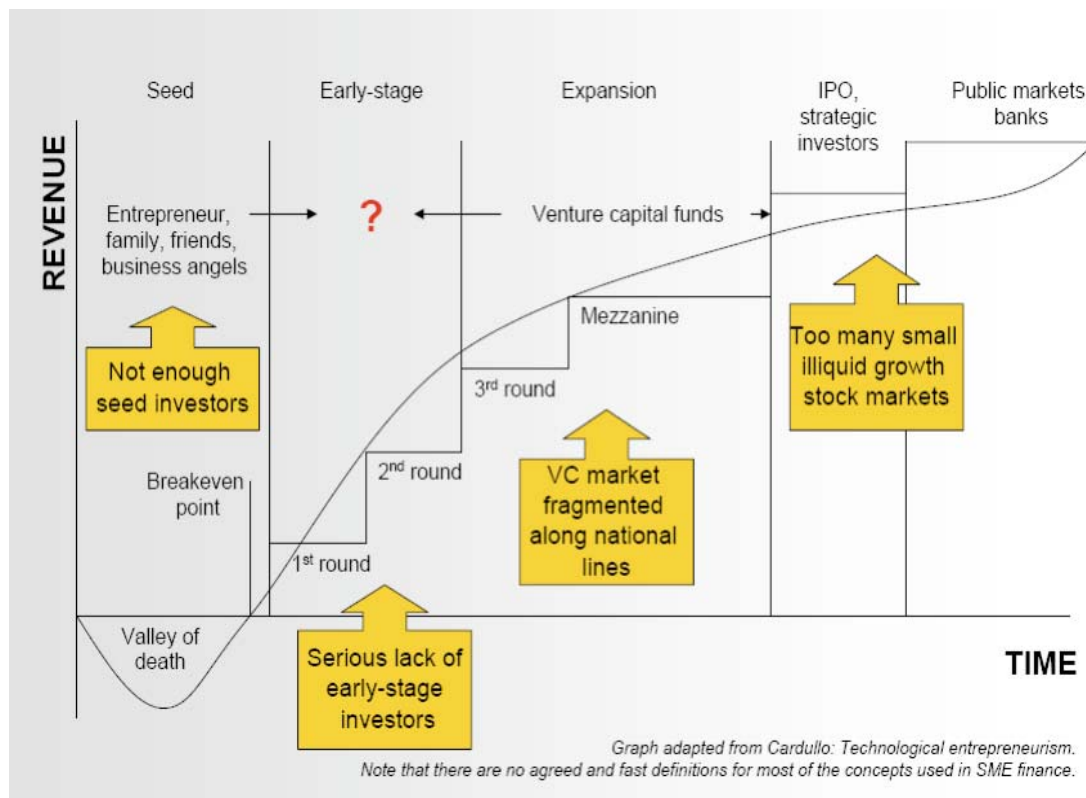 Seed
Early-stage
Expansion
IPO,
strategic
investors
Public markets
banks
REVENUE
Entrepreneur,
family, friends,
business angels
?
Venture capital funds
Not enough
seed investors
Mezzanine
Too many small
illiquid growth
stock markets
3rd round
2nd round
VC market
fragmented
along national
lines
Breakeven
point
1st round
Valley of
death
Serious lack of
early-stage
investors
TIME
Graph adapted from Cardullo: Technological entrepreneurism.
Note that there are no agreed and fast definitions for most of the concepts used in SME finance.